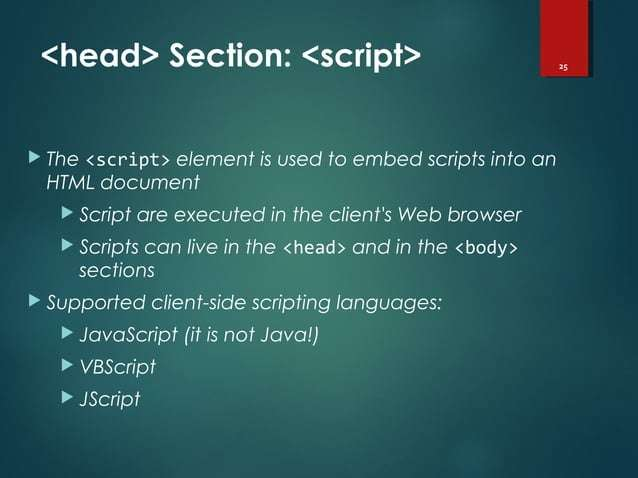 <head> Section: <script>
25
The <script> element is used to embed scripts into an
HTML document
Script are executed in the client's Web browser
Scripts can live in the <head> and in the <body>
sections
Supported client-side scripting languages:
JavaScript (it is not Java!)
VBScript
JScript